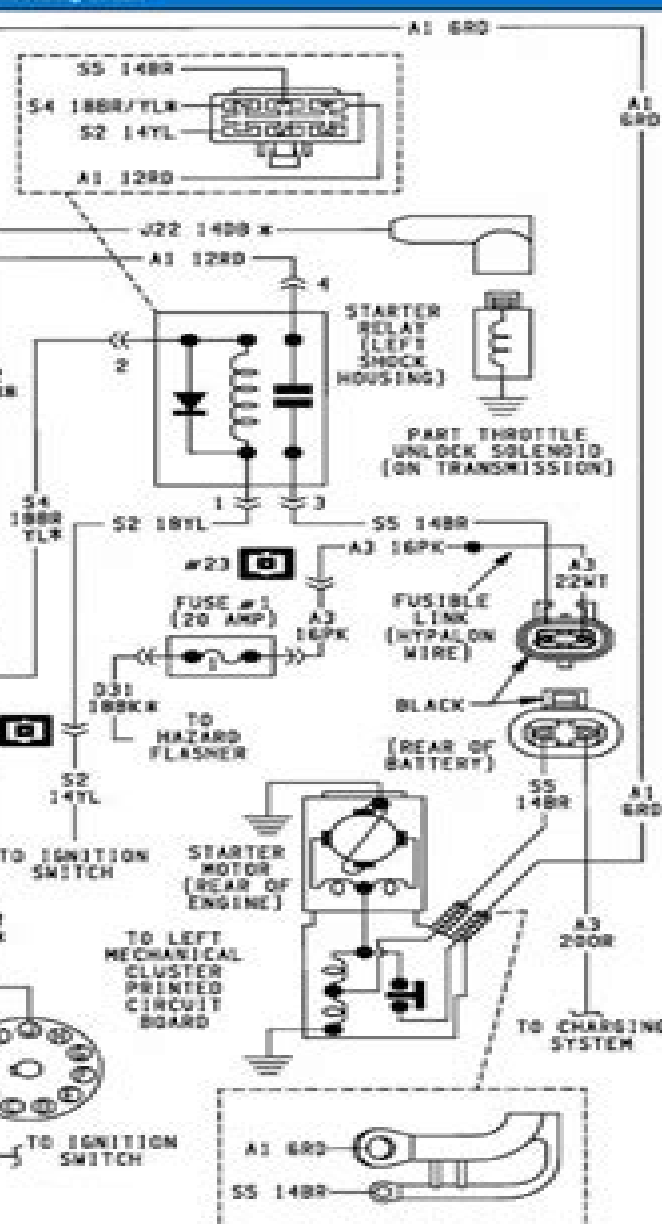 A1 6RD
S5 14BR
S4 18BR/YL*
S2 14YL
A1 12RD
A1
6RD
J22 14DB *
A1 12RD
4
STARTER
RELAY
(LEFT
SHOCK
HOUSING)
2
PART THROTTLE
UNLOCK SOLENOID
(ON TRANSMISSION)
S4
18BR
YL*
1
3
S2 18YL
S5 14BR
A3 16PK
#23
A3
22WT
FUSE #1
(20 AMP)
A3
16PK
FUSIBLE
LINK
(HYPALON
WIRE)
D31
18BK*
TO
HAZARD
FLASHER
BLACK
(REAR OF
BATTERY)
S2
14YL
S5
14BR
A1
6RD
TO IGNITION
SWITCH
STARTER
MOTOR
(REAR OF
ENGINE)
TO LEFT
MECHANICAL
CLUSTER
PRINTED
CIRCUIT
BOARD
A3
20OR
TO CHARGING
SYSTEM
TO IGNITION
SWITCH
A1 6RD
S5 14BR